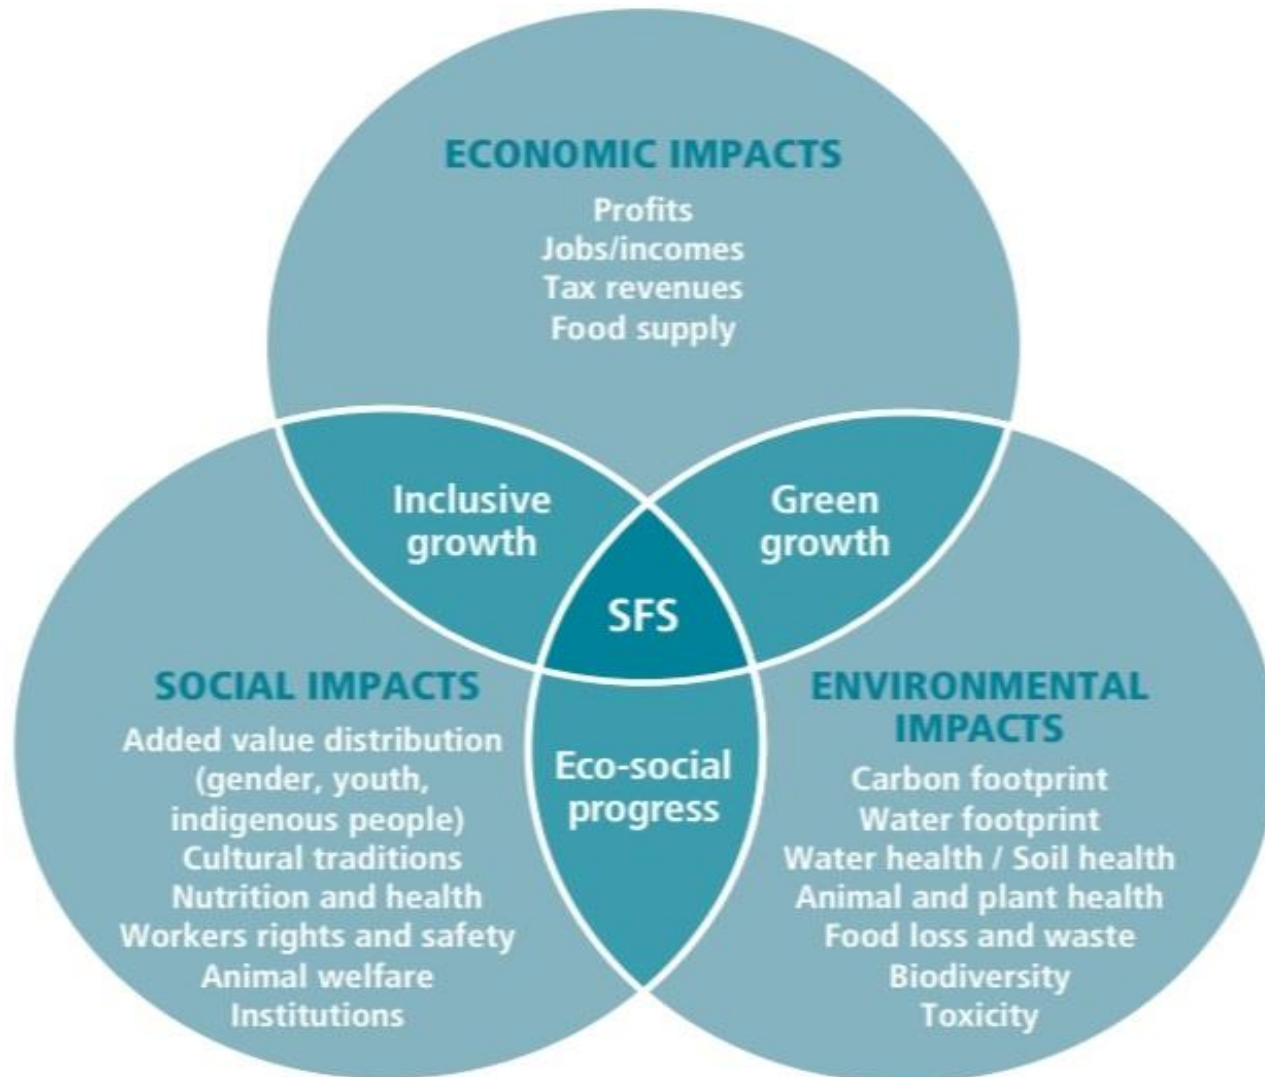 ECONOMIC IMPACTS
Profits
Jobs/incomes
Tax revenues
Food supply
Inclusive
growth
Green
growth
SFS
SOCIAL IMPACTS
Added value distribution
(gender, youth,
indigenous people)
Cultural traditions
Nutrition and health
Workers rights and safety
Animal welfare
Institutions
Eco-social
progress
ENVIRONMENTAL
IMPACTS
Carbon footprint
Water footprint
Water health / Soil health
Animal and plant health
Food loss and waste
Biodiversity
Toxicity